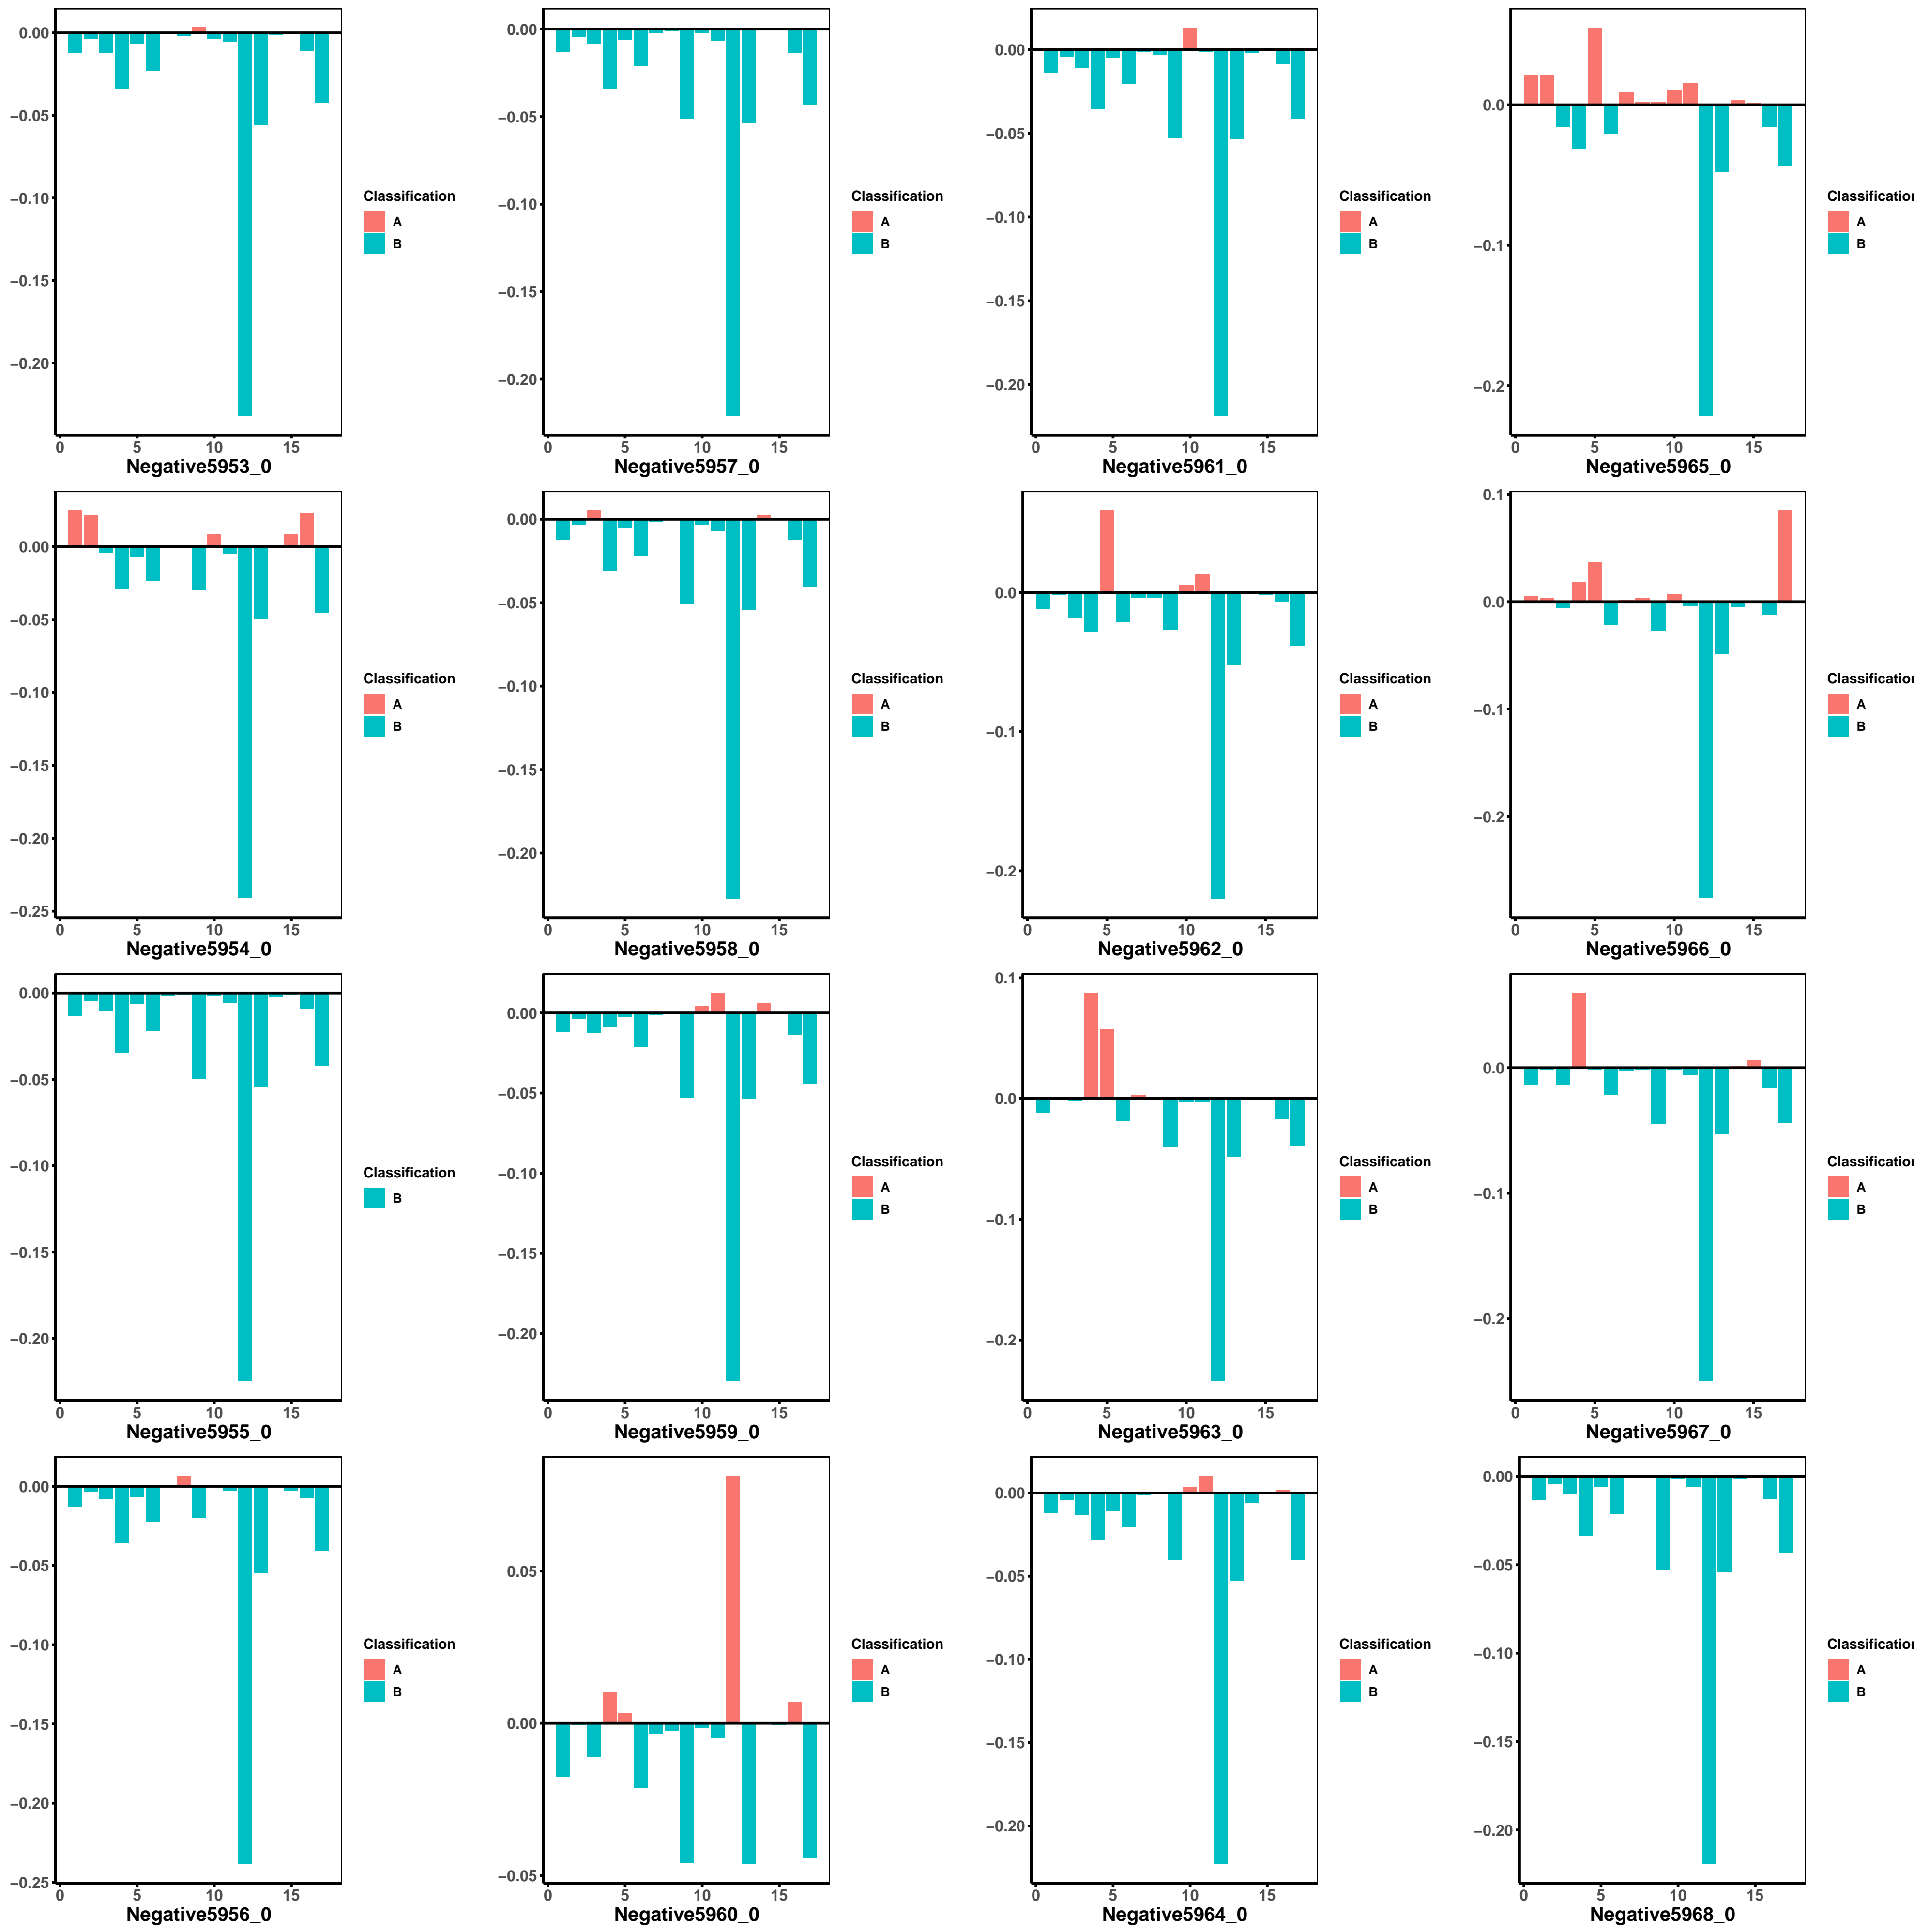 0.00
−0.05
−0.10
−0.15
−0.20
0 5 10 15
Negative5953_0
Classification
A
B
0.00
−0.05
−0.10
−0.15
−0.20
0 5 10 15
Negative5957_0
Classification
A
B
0.00
−0.05
−0.10
−0.15
−0.20
0 5 10 15
Negative5961_0
Classification
A
B
0.0
−0.1
−0.2
0 5 10 15
Negative5965_0
Classification
A
B
0.00
−0.05
−0.10
−0.15
−0.20
−0.25
0 5 10 15
Negative5954_0
Classification
A
B
0.00
−0.05
−0.10
−0.15
−0.20
0 5 10 15
Negative5958_0
Classification
A
B
0.0
−0.1
−0.2
0 5 10 15
Negative5962_0
Classification
A
B
0.1
0.0
−0.1
−0.2
0 5 10 15
Negative5966_0
Classification
A
B
0.00
−0.05
−0.10
−0.15
−0.20
0 5 10 15
Negative5955_0
Classification
B
0.00
−0.05
−0.10
−0.15
−0.20
0 5 10 15
Negative5959_0
Classification
A
B
0.1
0.0
−0.1
−0.2
0 5 10 15
Negative5963_0
Classification
A
B
0.0
−0.1
−0.2
0 5 10 15
Negative5967_0
Classification
A
B
0.00
−0.05
−0.10
−0.15
−0.20
−0.25
0 5 10 15
Negative5956_0
Classification
A
B
0.05
0.00
−0.05
0 5 10 15
Negative5960_0
Classification
A
B
0.00
−0.05
−0.10
−0.15
−0.20
0 5 10 15
Negative5964_0
Classification
A
B
0.00
−0.05
−0.10
−0.15
−0.20
0 5 10 15
Negative5968_0
Classification
A
B